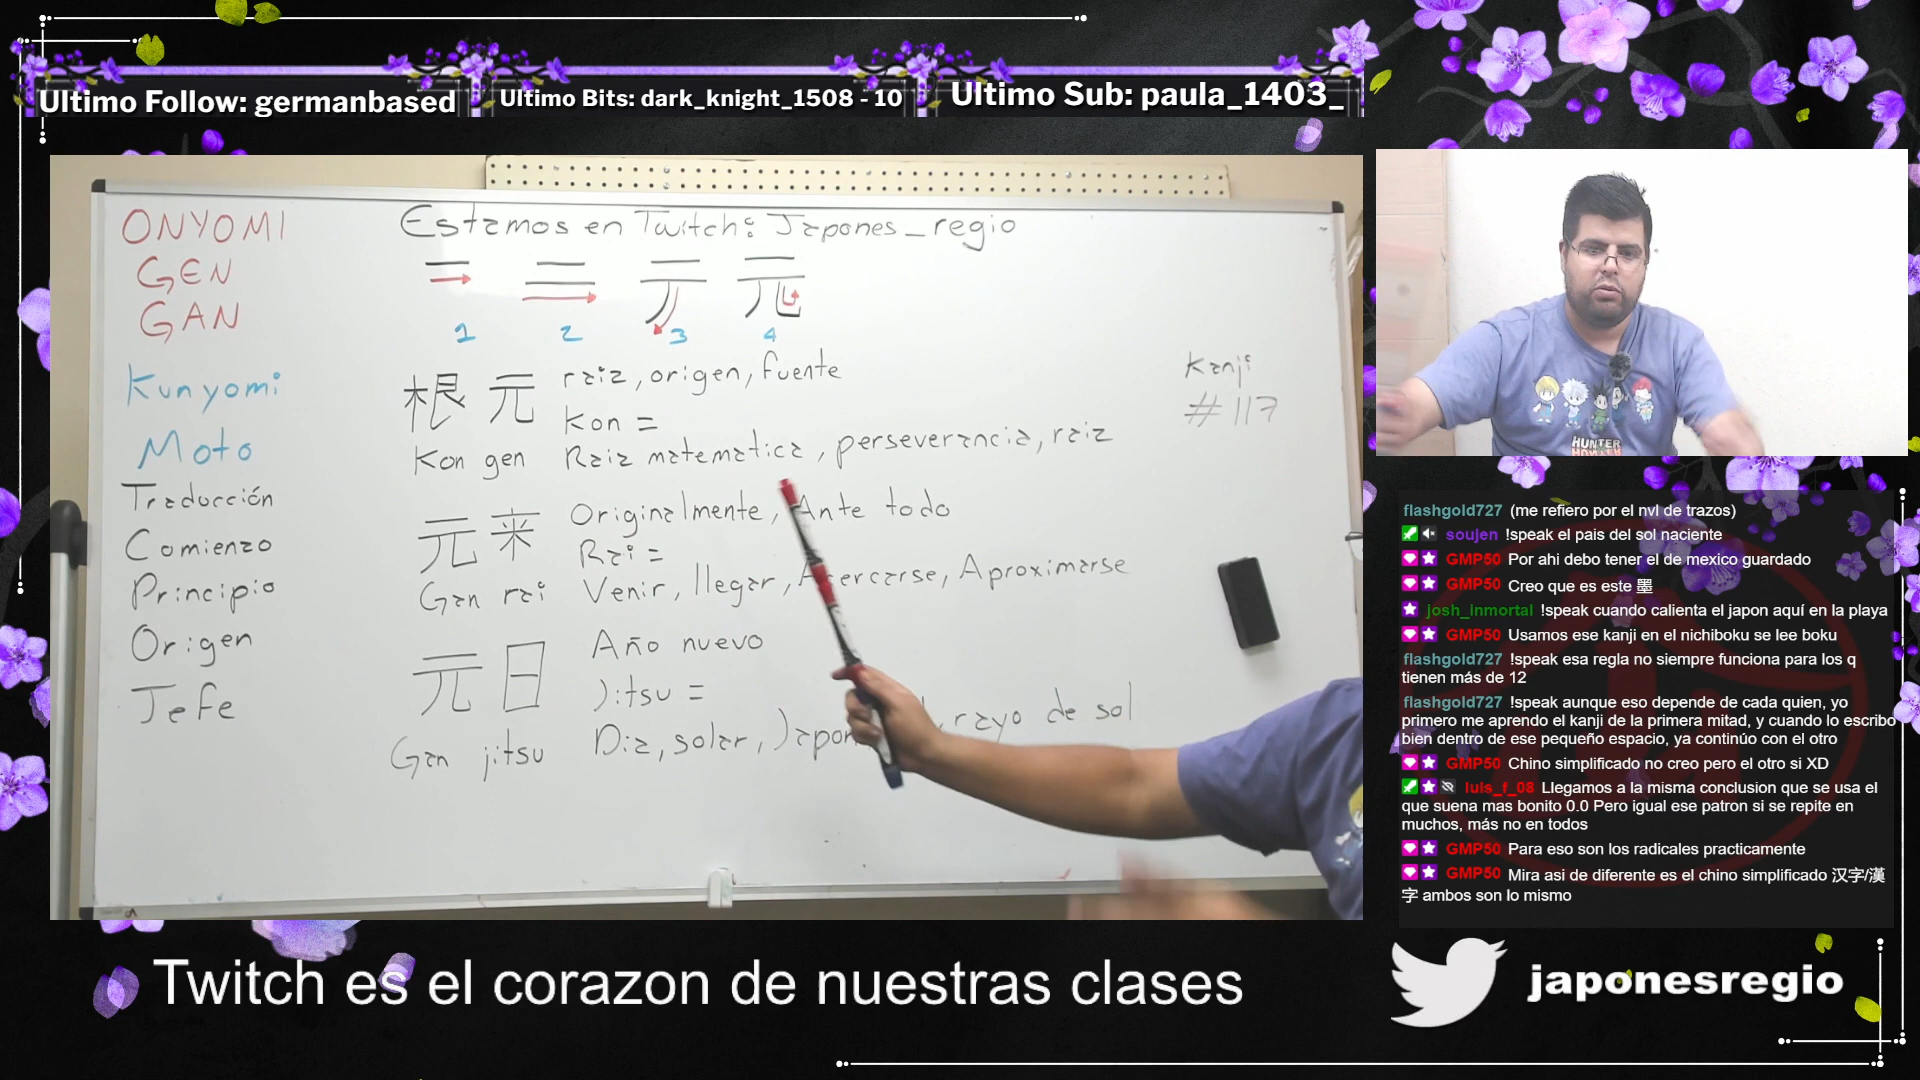 Ultimo Follow: germanbased
Ultimo Bits: dark_knight_1508 - 10
Ultimo Sub: paula_1403_
ONYOMI
GEN
GAN
Kunyomi
Moto
Traducción
Comienzo
Principio
Origen
Jefe
Estamos en Twitch: Japones_regio
1 2 3 4
根元 raiz, origen, fuente
Kon =
Kon gen Raiz matematica, perseverancia, raiz
元来 Originalmente, Ante todo
Rai =
Gan rai Venir, llegar, Acercarse, Aproximarse
元日 Año nuevo
Jitsu =
Gan jitsu Dia, solar, rayo de sol
Kanji
#117
HUNTER
flashgold727 (me refiero por el nvl de trazos)
soujen !speak el pais del sol naciente
GMP50 Por ahi debo tener el de mexico guardado
GMP50 Creo que es este 墨
josh_inmortal !speak cuando calienta el japon aquí en la playa
GMP50 Usamos ese kanji en el nichiboku se lee boku
flashgold727 !speak esa regla no siempre funciona para los q
tienen más de 12
flashgold727 !speak aunque eso depende de cada quien, yo
primero me aprendo el kanji de la primera mitad, y cuando lo escribo
bien dentro de ese pequeño espacio, ya continúo con el otro
GMP50 Chino simplificado no creo pero el otro si XD
luis_f_08 Llegamos a la misma conclusion que se usa el
que suena mas bonito 0.0 Pero igual ese patron si se repite en
muchos, más no en todos
GMP50 Para eso son los radicales practicamente
GMP50 Mira asi de diferente es el chino simplificado 汉字/漢
字 ambos son lo mismo
Twitch es el corazon de nuestras clases
japonesregio